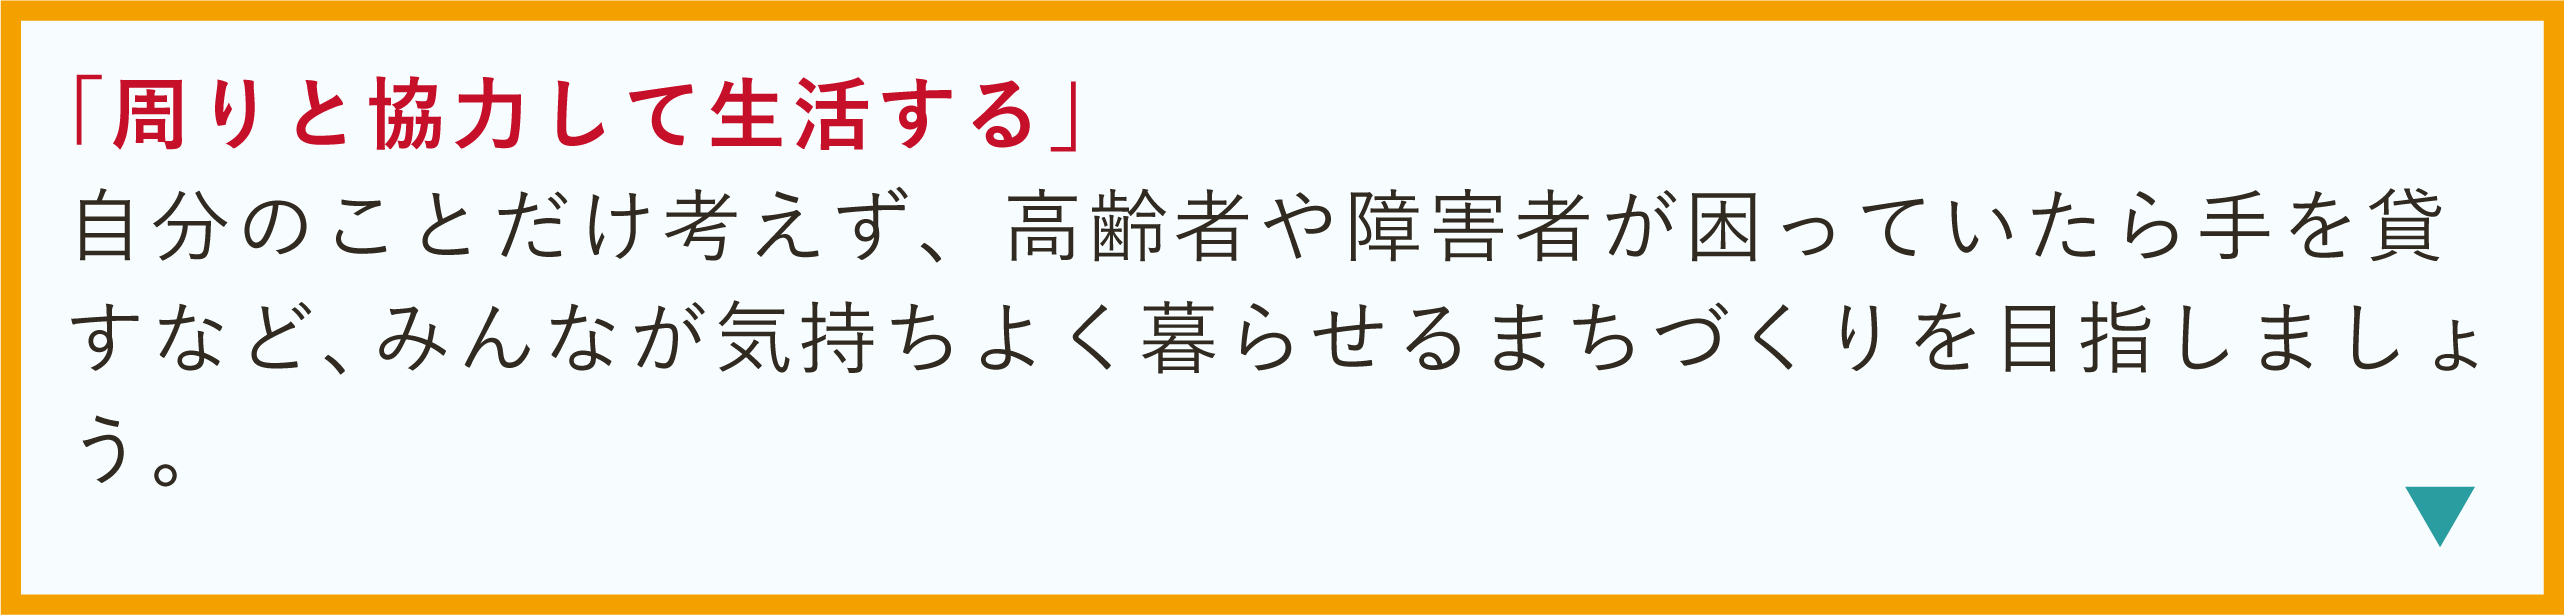 「周りと協力して生活する」
自分のことだけ考えず、高齢者や障害者が困っていたら手を貸
すなど、みんなが気持ちよく暮らせるまちづくりを目指しましょ
う。